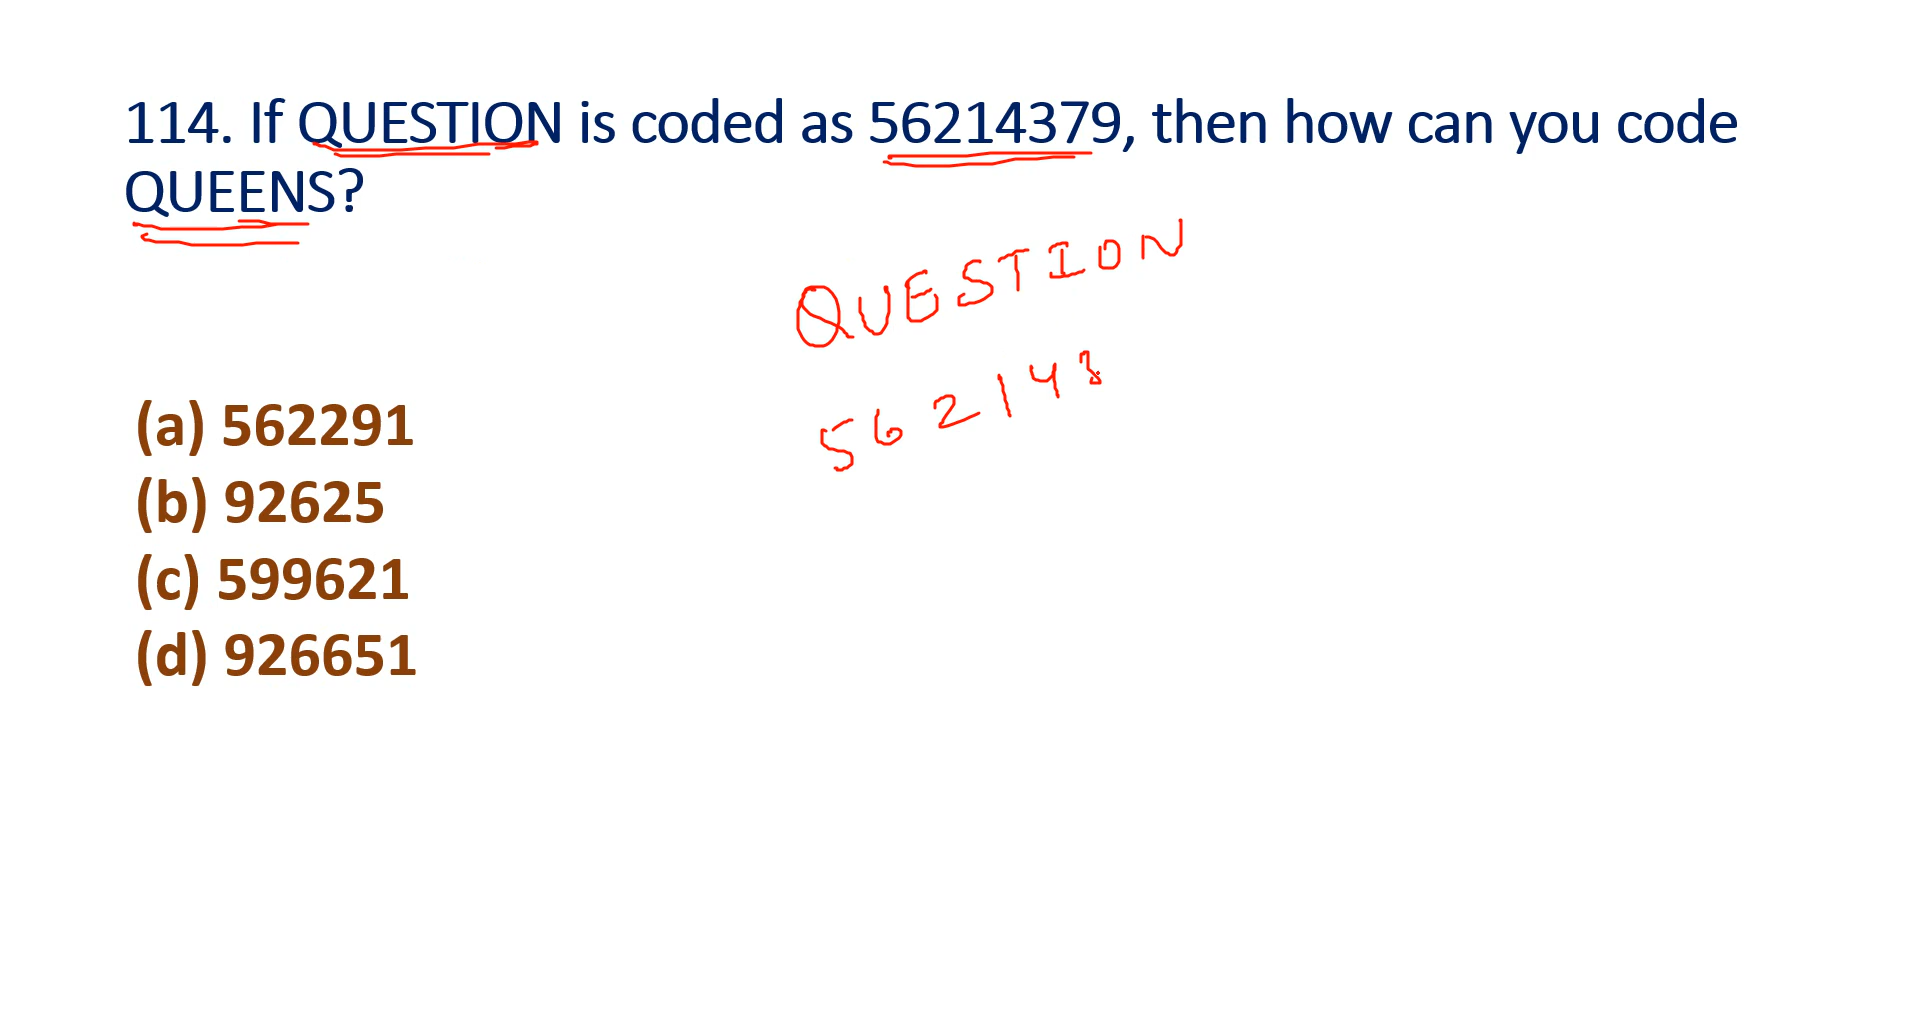 114. If QUESTION is coded as 56214379, then how can you code
QUEENS?
QUESTION
562143
(a) 562291
(b) 92625
(c) 599621
(d) 926651